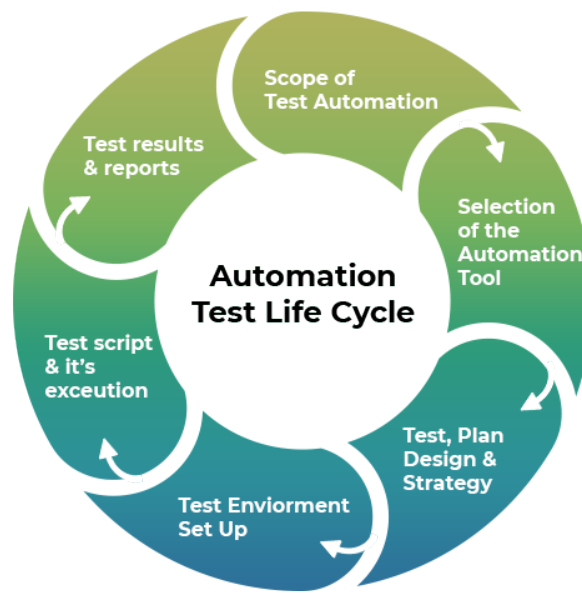 Scope of
Test Automation
Selection
of the
Automation
Tool
Test, Plan
Design &
Strategy
Test Enviorment
Set Up
Test script
& it's
exceution
Test results
& reports
Automation
Test Life Cycle